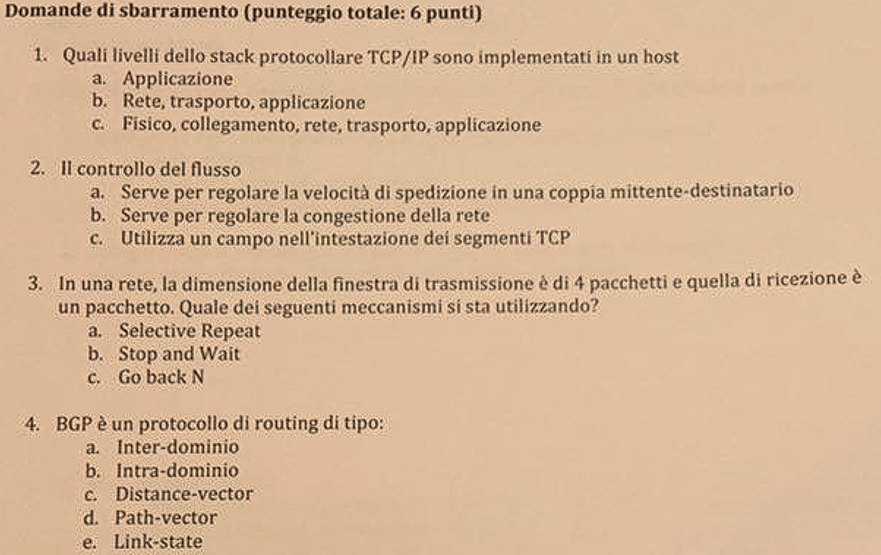 Domande di sbarramento (punteggio totale: 6 punti)
1. Quali livelli dello stack protocollare TCP/IP sono implementati in un host
a. Applicazione
b. Rete, trasporto, applicazione
c. Fisico, collegamento, rete, trasporto, applicazione
2. Il controllo del flusso
a. Serve per regolare la velocità di spedizione in una coppia mittente-destinatario
b. Serve per regolare la congestione della rete
c. Utilizza un campo nell'intestazione dei segmenti TCP
3. In una rete, la dimensione della finestra di trasmissione è di 4 pacchetti e quella di ricezione è
un pacchetto. Quale dei seguenti meccanismi si sta utilizzando?
a. Selective Repeat
b. Stop and Wait
c. Go back N
4. BGP è un protocollo di routing di tipo:
a. Inter-dominio
b. Intra-dominio
c. Distance-vector
d. Path-vector
e. Link-state